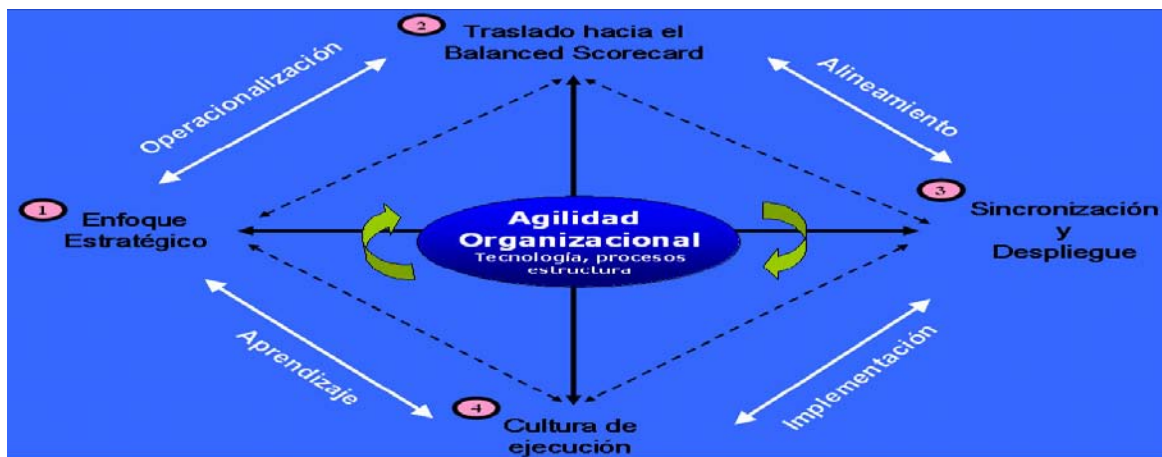 2
Traslado hacia el
Balanced Scorecard
Operacionalización
Alineamiento
1
Enfoque
Estratégico
Agilidad
Organizacional
Tecnología, procesos
estructura
3
Sincronización
y
Despliegue
Aprendizaje
Implementación
4
Cultura de
ejecución